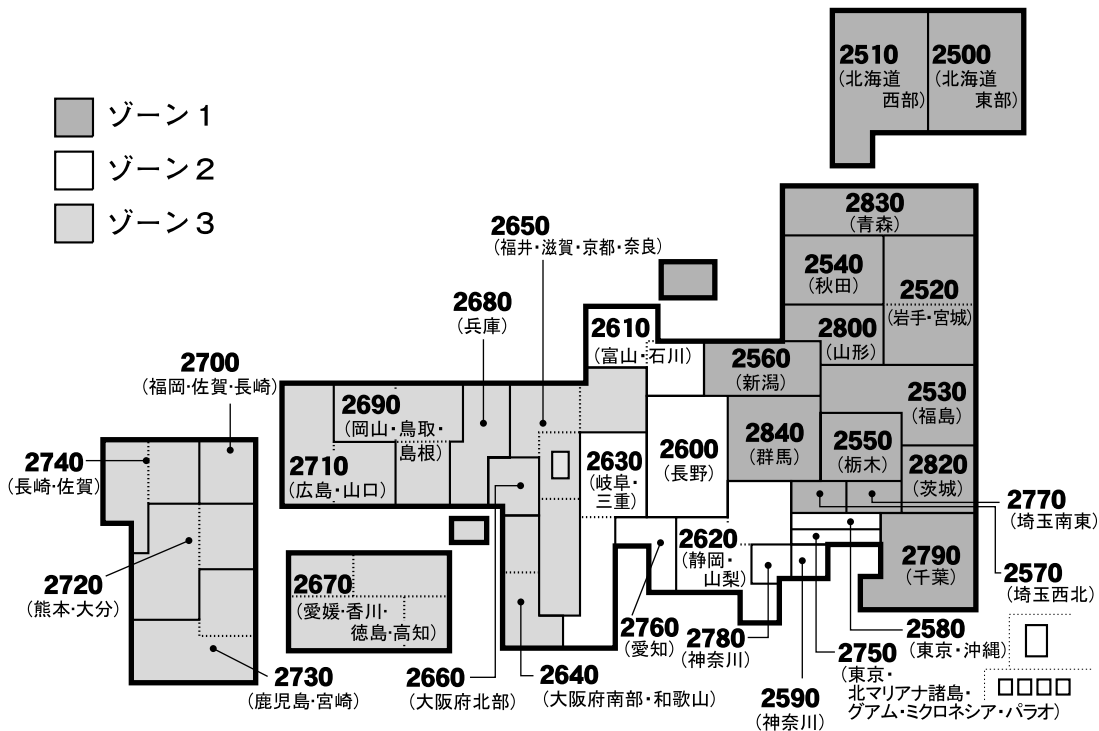 2510
（北海道
西部）
2500
（北海道
東部）
ゾーン１
ゾーン２
ゾーン３
2830
（青森）
2540
（秋田）
2520
（岩手・宮城）
2800
（山形）
2650
（福井・滋賀・京都・奈良）
2680
（兵庫）
2610
（富山・石川）
2560
（新潟）
2700
（福岡・佐賀・長崎）
2530
（福島）
2690
（岡山・鳥取・
島根）
2840
（群馬）
2550
（栃木）
2600
（長野）
2740
（長崎・佐賀）
2710
（広島・山口）
2630
（岐阜・
三重）
2820
（茨城）
2770
（埼玉南東）
2620
（静岡・
山梨）
2790
（千葉）
2720
（熊本・大分）
2670
（愛媛・香川・
徳島・高知）
2570
（埼玉西北）
2760
（愛知）
2780
（神奈川）
2580
（東京・沖縄）
2730
（鹿児島・宮崎）
2660
（大阪府北部）
2640
（大阪府南部・和歌山）
2590
（神奈川）
2750
（東京・
北マリアナ諸島・
グアム・ミクロネシア・パラオ）